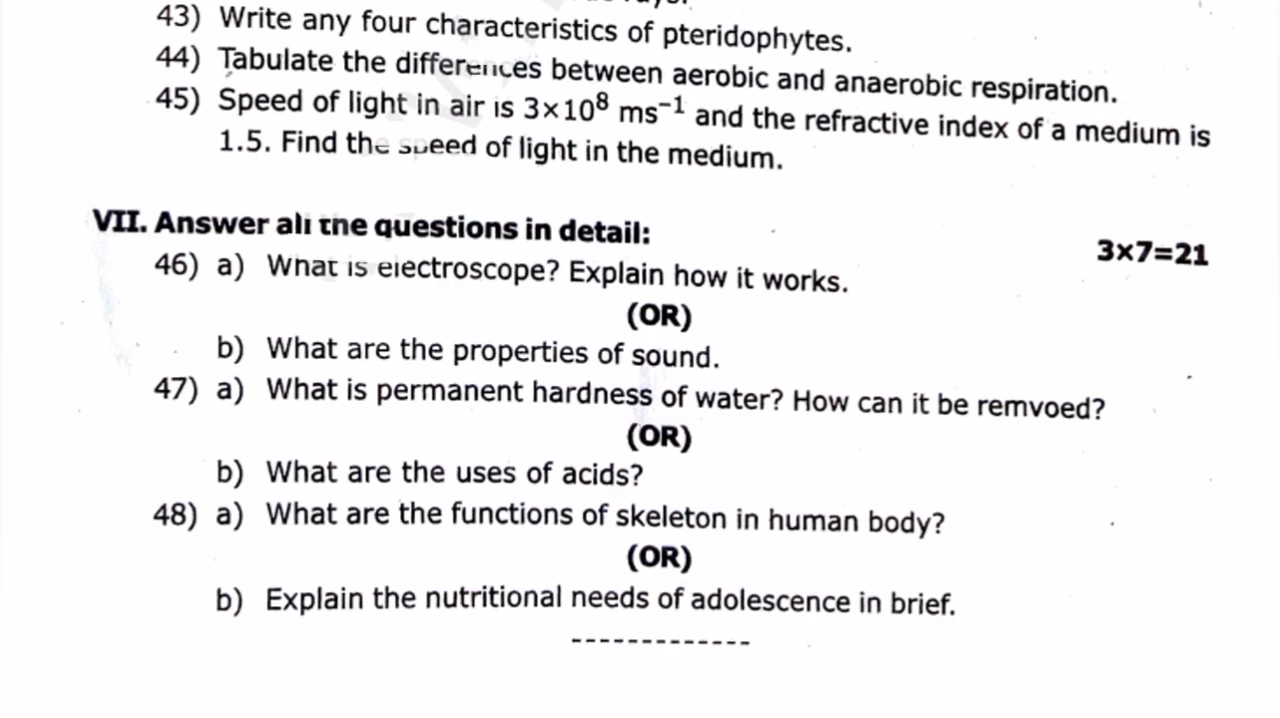 43) Write any four characteristics of pteridophytes.
44) Tabulate the differences between aerobic and anaerobic respiration.
45) Speed of light in air is 3×10⁸ ms⁻¹ and the refractive index of a medium is
1.5. Find the speed of light in the medium.
VII. Answer all the questions in detail:
3×7=21
46) a) What is electroscope? Explain how it works.
(OR)
b) What are the properties of sound.
47) a) What is permanent hardness of water? How can it be remvoed?
(OR)
b) What are the uses of acids?
48) a) What are the functions of skeleton in human body?
(OR)
b) Explain the nutritional needs of adolescence in brief.
--------------